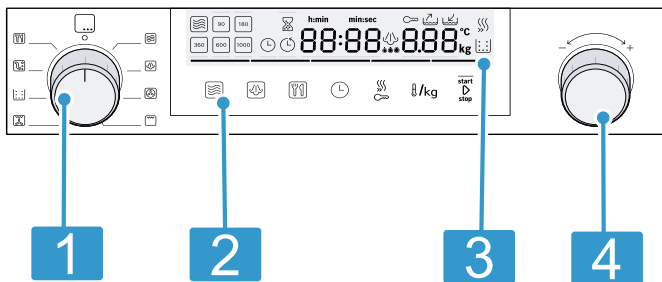 h:min min:sec
90 180
360 600 1000 88:88 8.88 °C
kg
start
🌡/kg
stop
- +
1 2 3 4